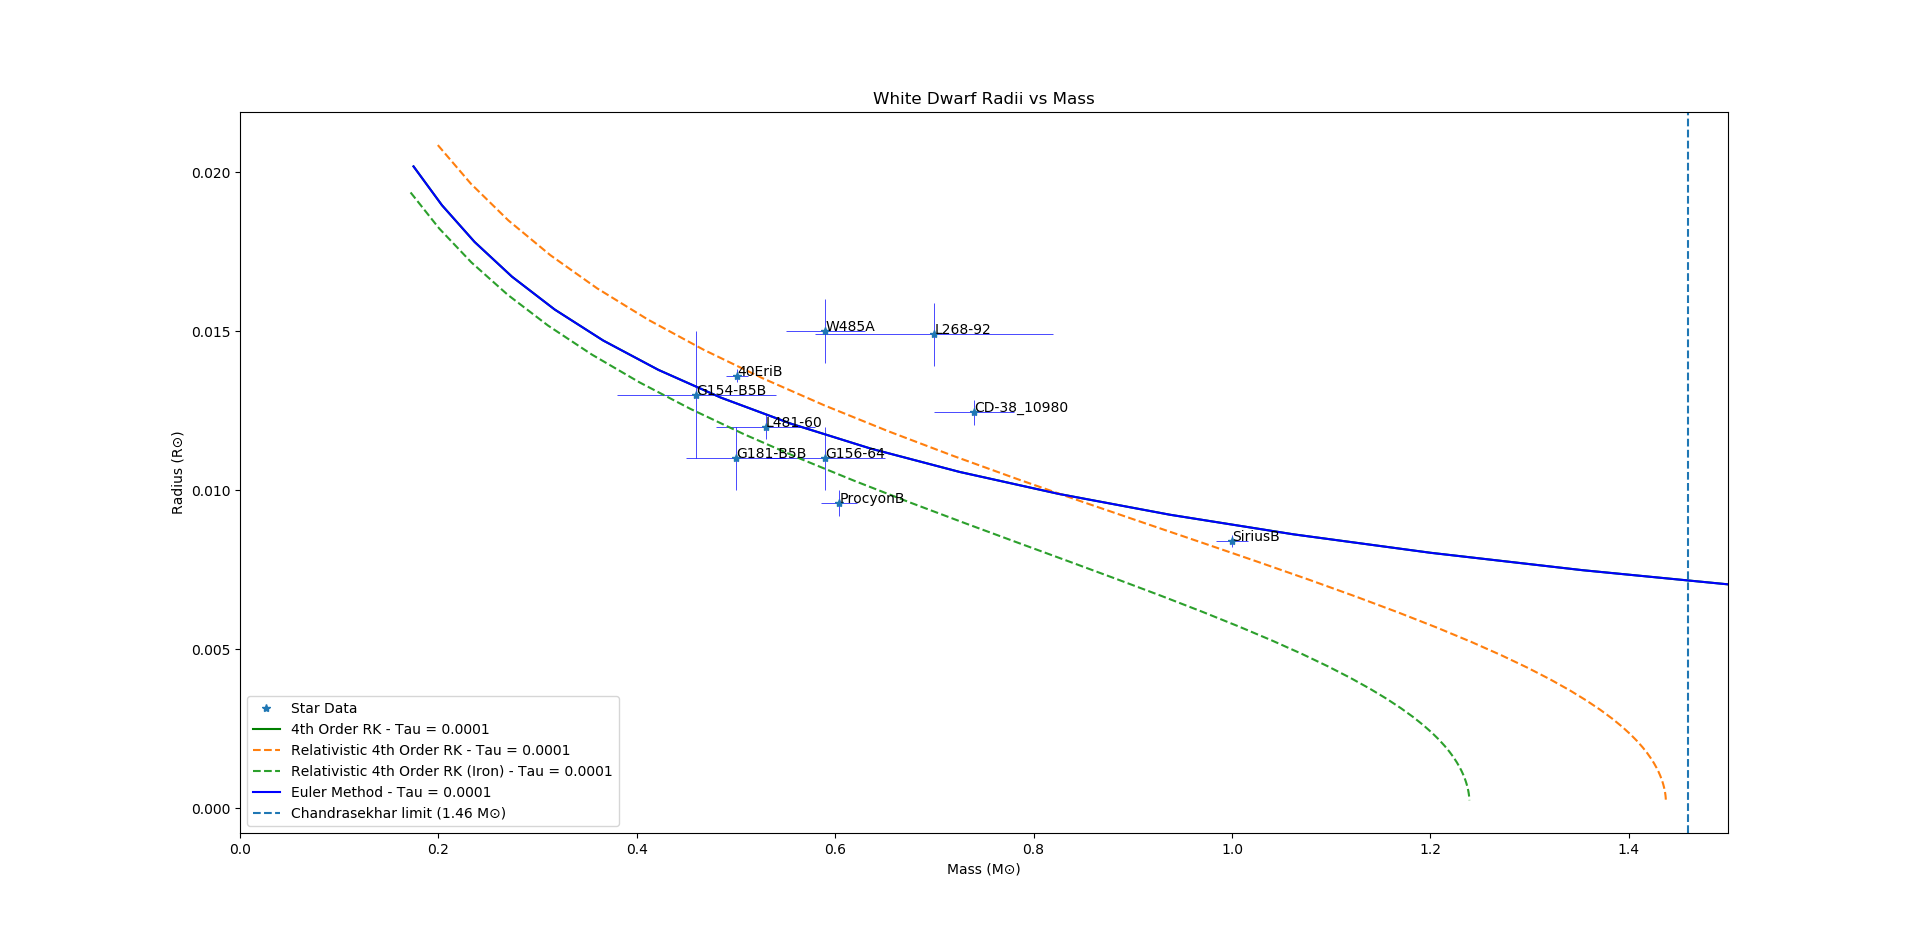 White Dwarf Radii vs Mass
Radius (R⊙)
0.020
0.015
0.010
0.005
0.000
W485A
L268-92
40EriB
G154-B5B
CD-38_10980
L481-60
G181-B5B
G156-64
ProcyonB
SiriusB
Star Data
4th Order RK - Tau = 0.0001
Relativistic 4th Order RK - Tau = 0.0001
Relativistic 4th Order RK (Iron) - Tau = 0.0001
Euler Method - Tau = 0.0001
Chandrasekhar limit (1.46 M⊙)
0.0 0.2 0.4 0.6 0.8 1.0 1.2 1.4
Mass (M⊙)